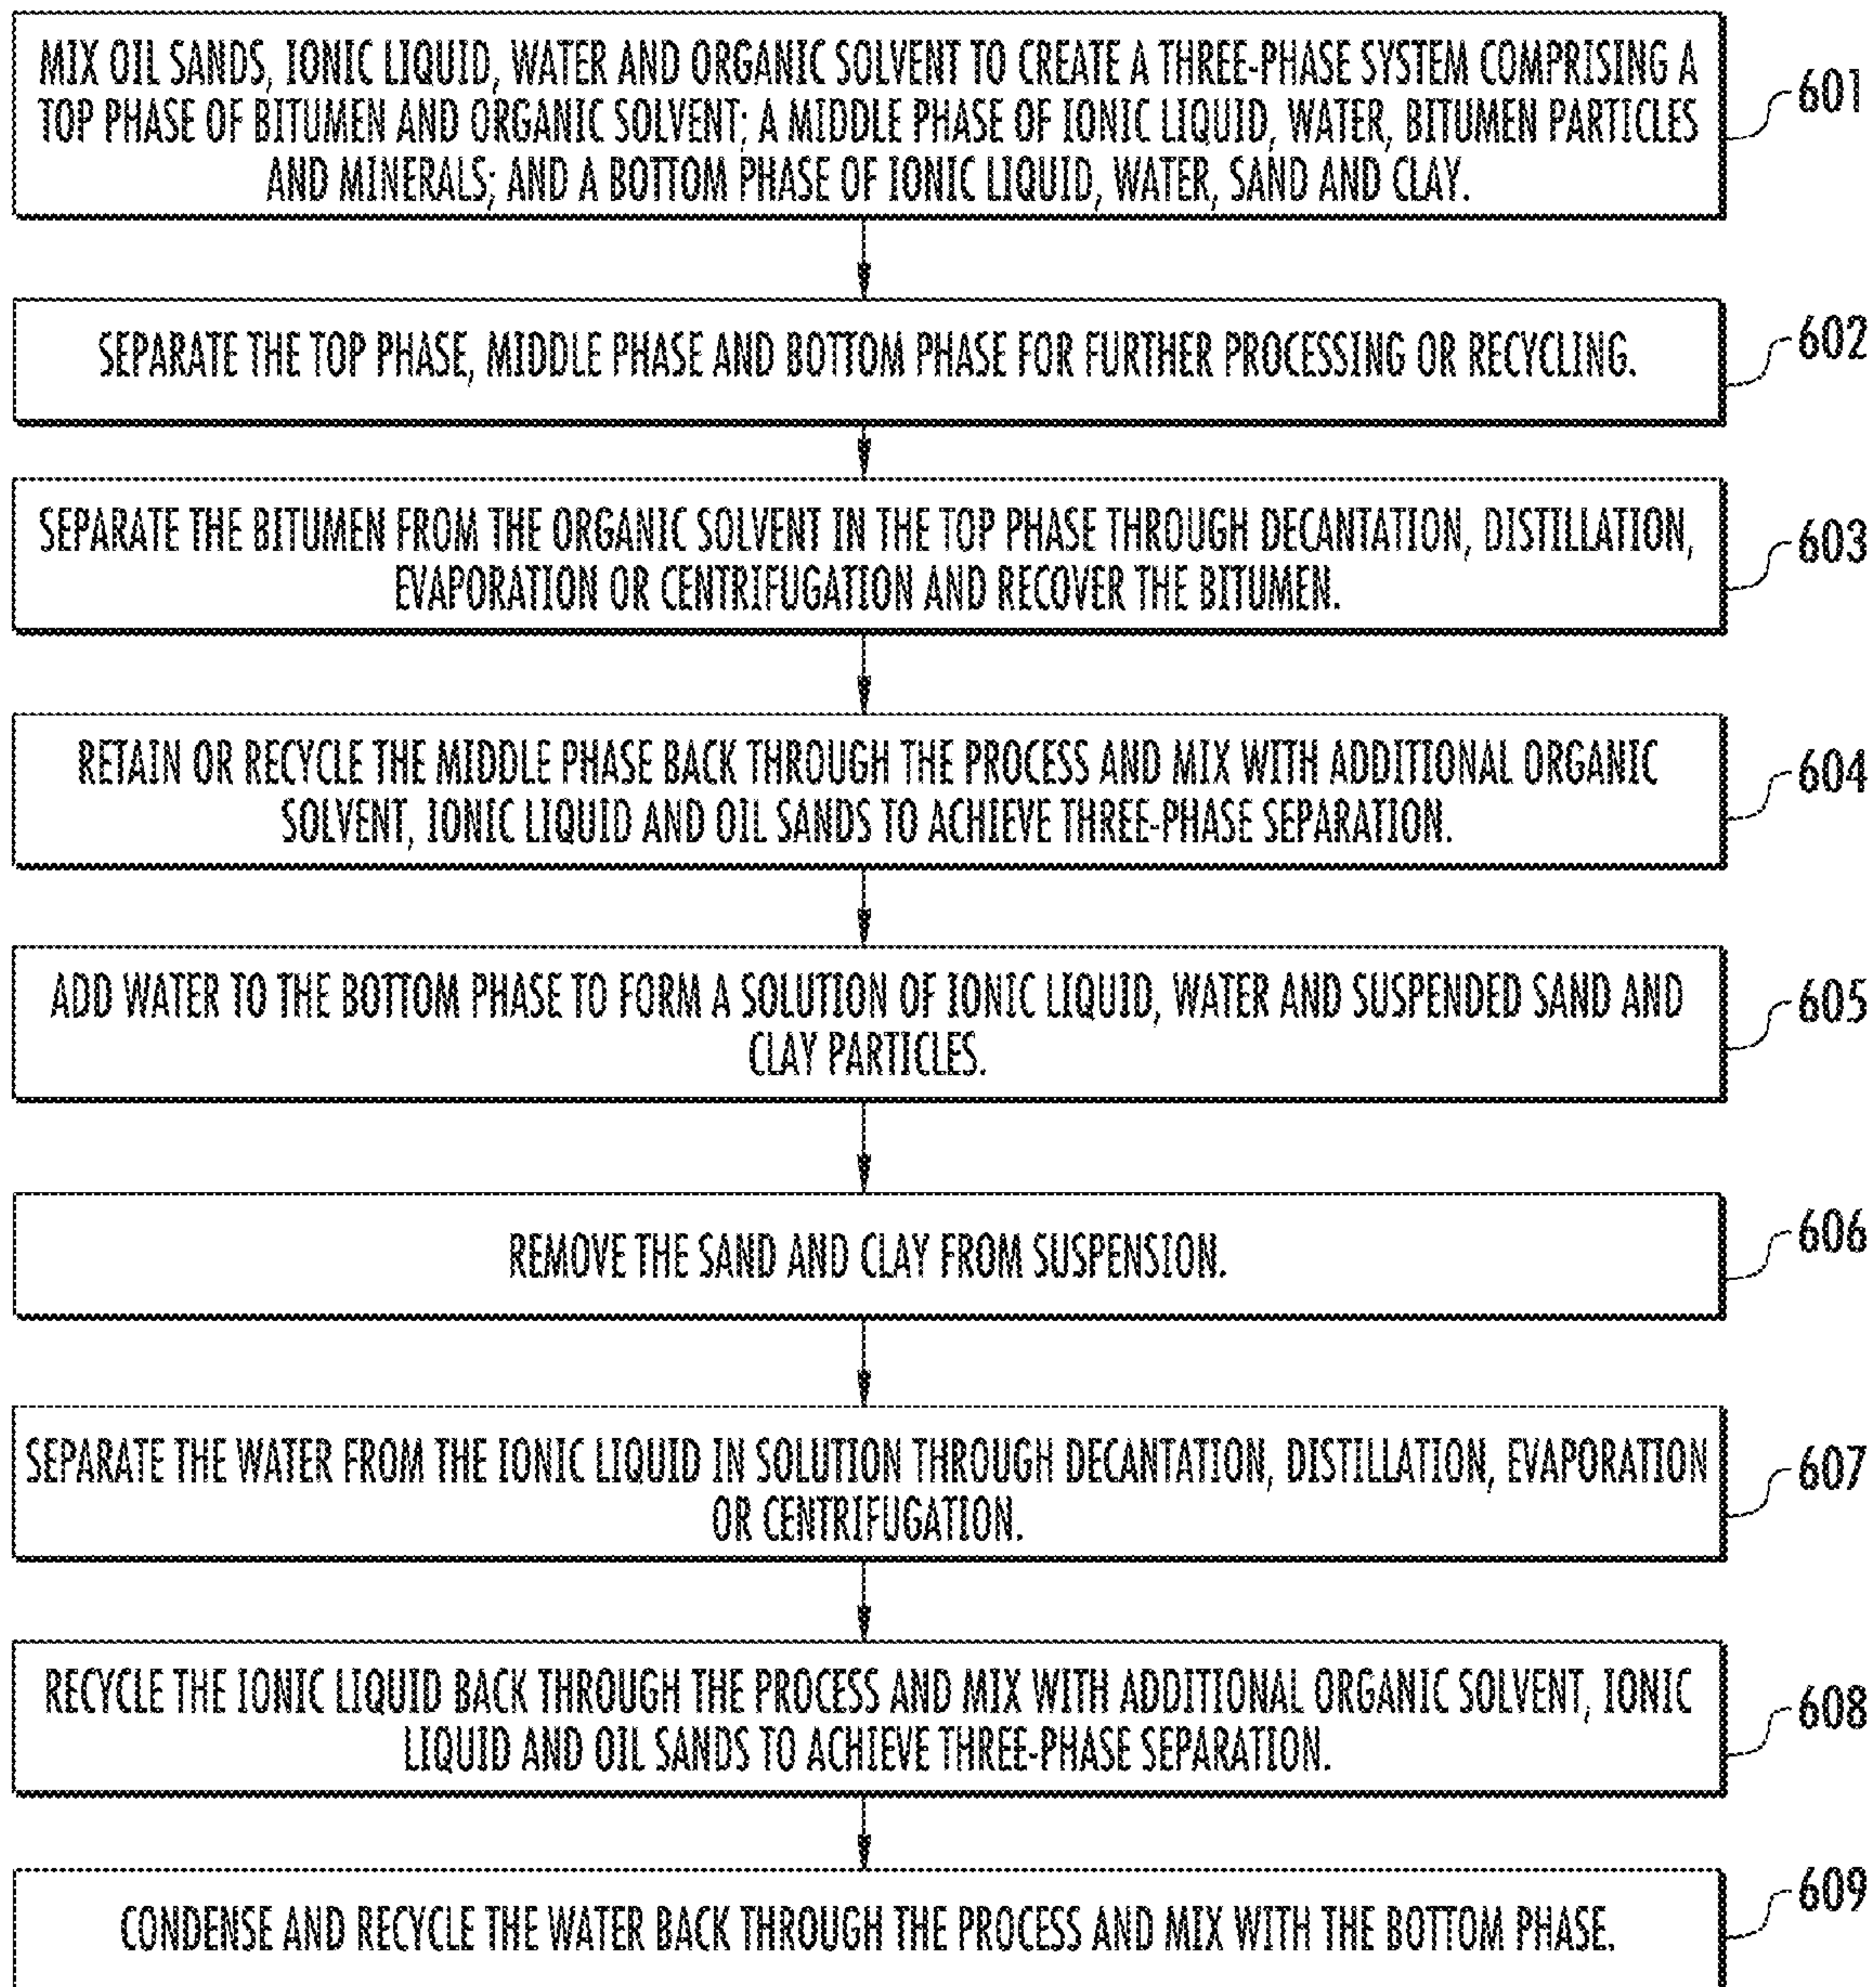 MIX OIL SANDS, IONIC LIQUID, WATER AND ORGANIC SOLVENT TO CREATE A THREE-PHASE SYSTEM COMPRISING A
TOP PHASE OF BITUMEN AND ORGANIC SOLVENT; A MIDDLE PHASE OF IONIC LIQUID, WATER, BITUMEN PARTICLES
AND MINERALS; AND A BOTTOM PHASE OF IONIC LIQUID, WATER, SAND AND CLAY.
601
SEPARATE THE TOP PHASE, MIDDLE PHASE AND BOTTOM PHASE FOR FURTHER PROCESSING OR RECYCLING.
602
SEPARATE THE BITUMEN FROM THE ORGANIC SOLVENT IN THE TOP PHASE THROUGH DECANTATION, DISTILLATION,
EVAPORATION OR CENTRIFUGATION AND RECOVER THE BITUMEN.
603
RETAIN OR RECYCLE THE MIDDLE PHASE BACK THROUGH THE PROCESS AND MIX WITH ADDITIONAL ORGANIC
SOLVENT, IONIC LIQUID AND OIL SANDS TO ACHIEVE THREE-PHASE SEPARATION.
604
ADD WATER TO THE BOTTOM PHASE TO FORM A SOLUTION OF IONIC LIQUID, WATER AND SUSPENDED SAND AND
CLAY PARTICLES.
605
REMOVE THE SAND AND CLAY FROM SUSPENSION.
606
SEPARATE THE WATER FROM THE IONIC LIQUID IN SOLUTION THROUGH DECANTATION, DISTILLATION, EVAPORATION
OR CENTRIFUGATION.
607
RECYCLE THE IONIC LIQUID BACK THROUGH THE PROCESS AND MIX WITH ADDITIONAL ORGANIC SOLVENT, IONIC
LIQUID AND OIL SANDS TO ACHIEVE THREE-PHASE SEPARATION.
608
CONDENSE AND RECYCLE THE WATER BACK THROUGH THE PROCESS AND MIX WITH THE BOTTOM PHASE.
609